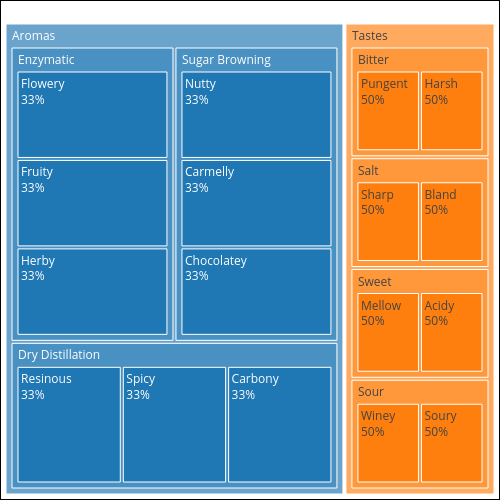 Aromas
Enzymatic
Flowery
33%
Fruity
33%
Herby
33%
Sugar Browning
Nutty
33%
Carmelly
33%
Chocolatey
33%
Dry Distillation
Resinous
33%
Spicy
33%
Carbony
33%
Tastes
Bitter
Pungent
50%
Harsh
50%
Salt
Sharp
50%
Bland
50%
Sweet
Mellow
50%
Acidy
50%
Sour
Winey
50%
Soury
50%